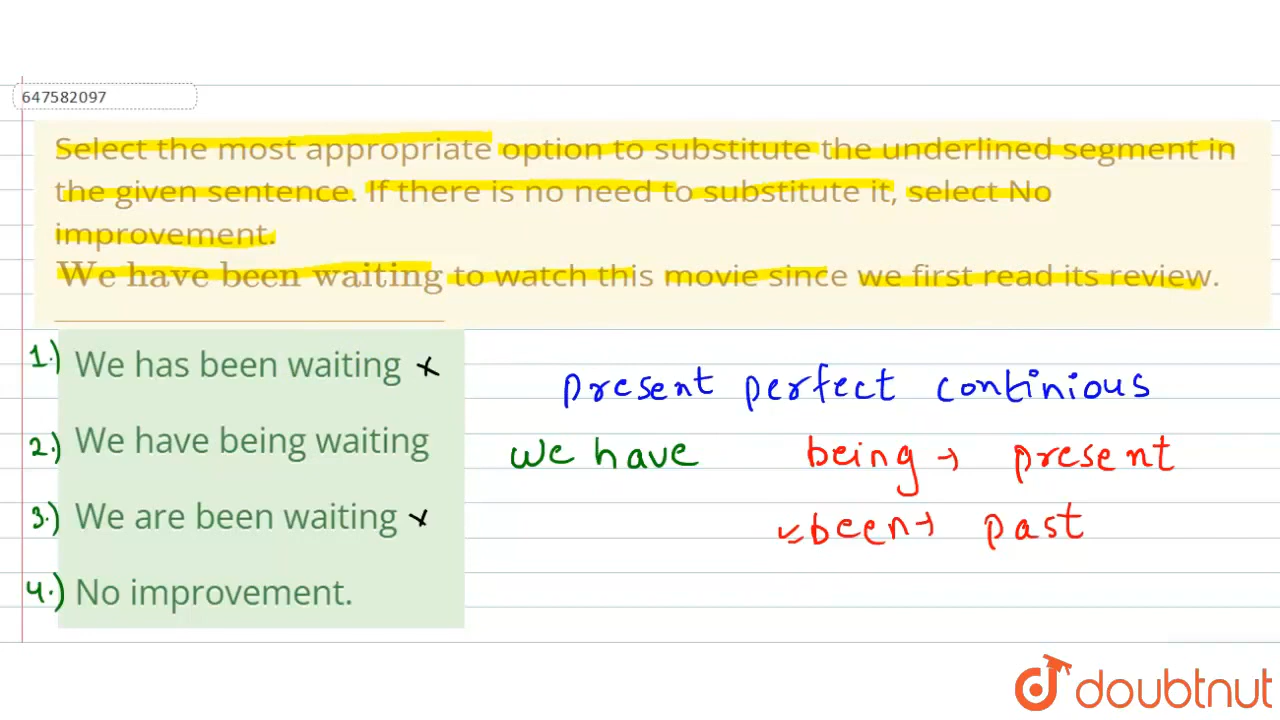 647582097
Select the most appropriate option to substitute the underlined segment in
the given sentence. If there is no need to substitute it, select No
improvement.
We have been waiting to watch this movie since we first read its review.
1.) We has been waiting x
present perfect continious
2.) We have being waiting
We have being → present
3.) We are been waiting x
been → past
4.) No improvement.
doubtnut